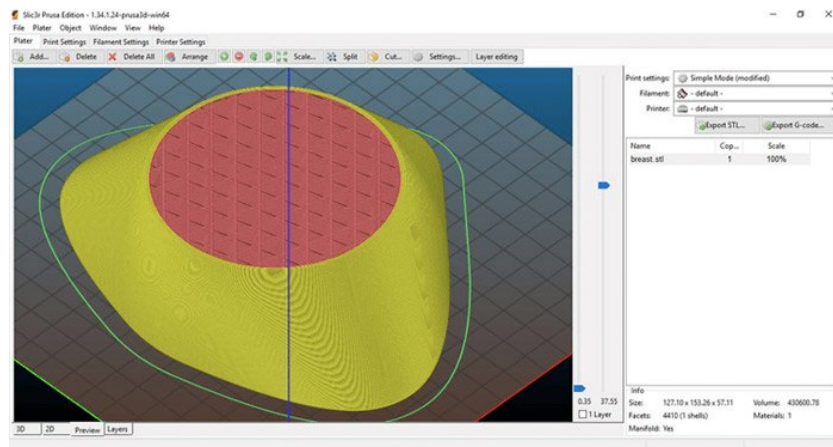 Slic3r Prusa Edition - 1.34.1.24-prusa3d-win64
File Plater Object Window View Help
Plater Print Settings Filament Settings Printer Settings
Add... Delete Delete All Arrange Scale... Split Cut... Settings... Layer editing
Print settings: Simple Mode (modified)
Filament: - default -
Printer: - default -
Export STL... Export G-code...
Name Cop... Scale
breast.stl 1 100%
0.35 37.55
1 Layer
Info
Size: 127.10 x 153.26 x 57.11 Volume: 430600.78
Facets: 4410 (1 shells) Materials: 1
Manifold: Yes
3D 2D Preview Layers